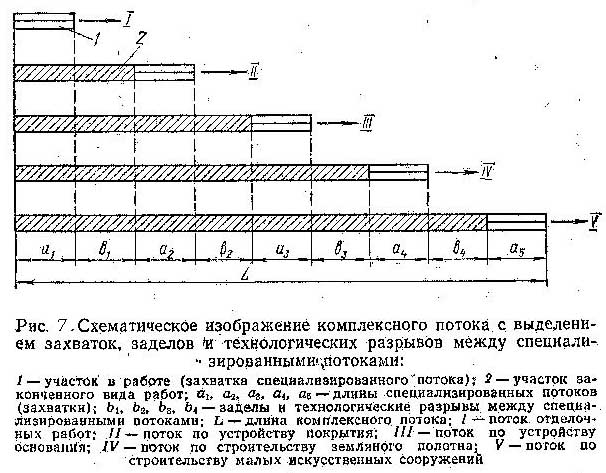 I
1
2
II
III
IV
V
a₁ в₁ a₂ в₂ a₃ в₃ a₄ в₄ a₅
L
Рис. 7. Схематическое изображение комплексного потока с выделени-
ем захваток, заделов и технологических разрывов между специали-
зированными потоками:
1 — участок в работе (захватка специализированного потока); 2 — участок за-
конченного вида работ; a₁, a₂, a₃, a₄, a₅ — длины специализированных потоков
(захватки); b₁, b₂, b₃, b₄ — заделы и технологические разрывы между специа-
лизированными потоками; L — длина комплексного потока; I — поток отделоч-
ных работ; II — поток по устройству покрытия; III — поток по устройству
основания; IV — поток по строительству земляного полотна; V — поток по
строительству малых искусственных сооружений